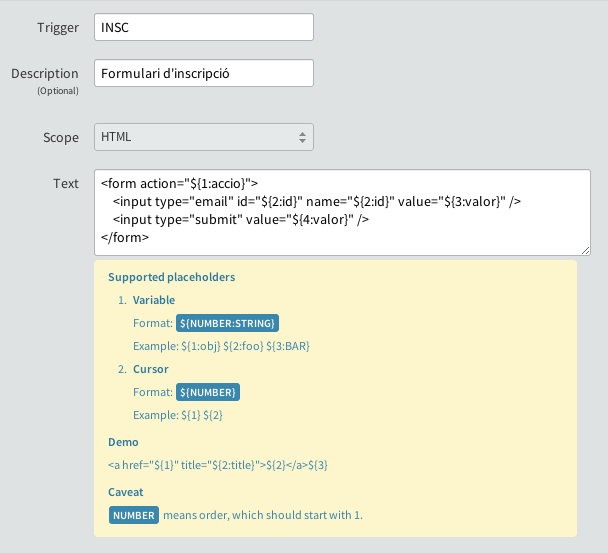 Trigger INSC
Description Formulari d'inscripció
(Optional)
Scope HTML
Text <form action="${1:accio}">
<input type="email" id="${2:id}" name="${2:id}" value="${3:valor}" />
<input type="submit" value="${4:valor}" />
</form>
Supported placeholders
1. Variable
Format: ${NUMBER:STRING}
Example: ${1:obj} ${2:foo} ${3:BAR}
2. Cursor
Format: ${NUMBER}
Example: ${1} ${2}
Demo
<a href="${1}" title="${2:title}">${2}</a>${3}
Caveat
NUMBER means order, which should start with 1.